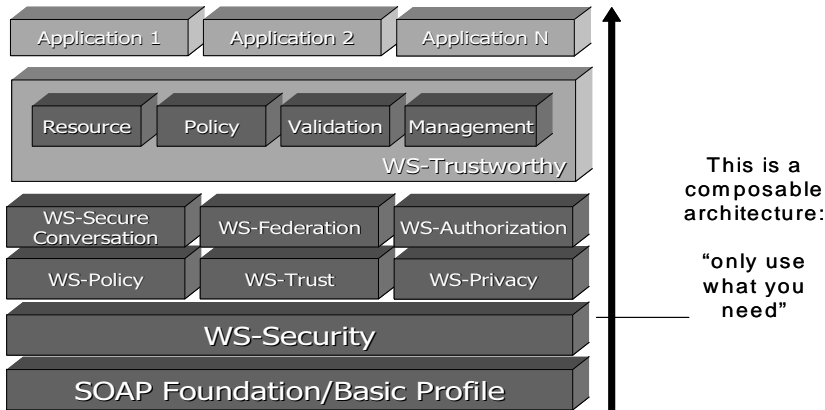 Application 1 Application 2 Application N
Resource Policy Validation Management
WS-Trustworthy
WS-Secure
Conversation
WS-Federation
WS-Authorization
WS-Policy WS-Trust WS-Privacy
WS-Security
SOAP Foundation/Basic Profile
This is a
composable
architecture:
“only use
what you
need”